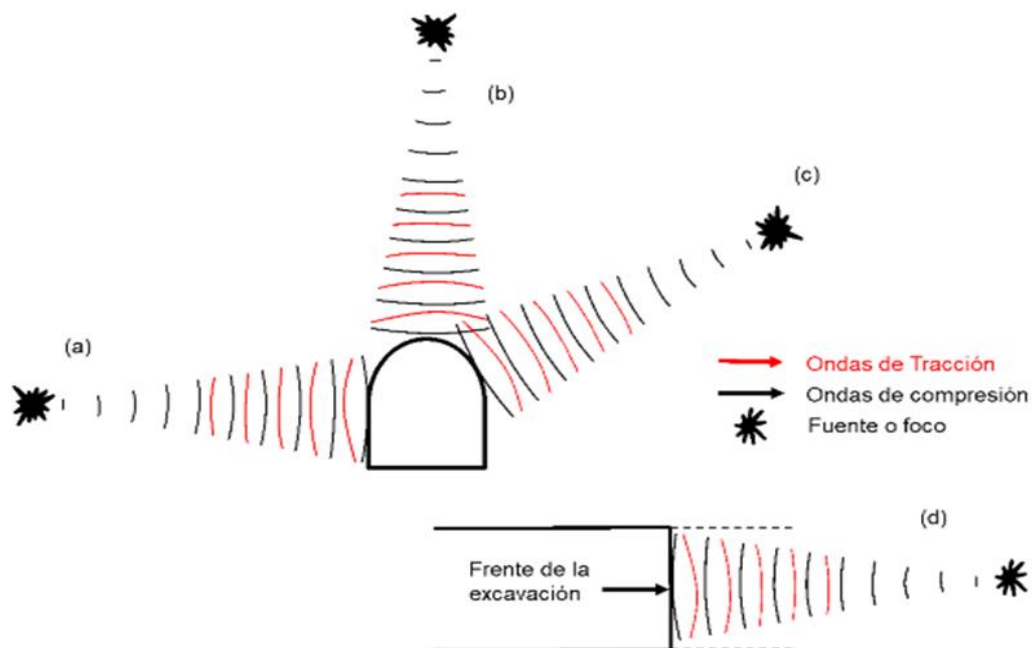 (b)
(c)
(a)
Ondas de Tracción
Ondas de compresión
Fuente o foco
(d)
Frente de la
excavación